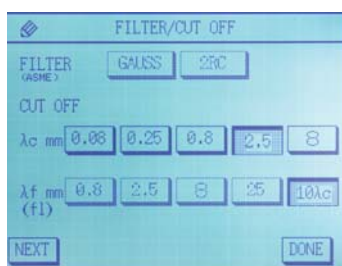 FILTER/CUT OFF
FILTER GAUSS 2RC
(ASME)
CUT OFF
λc mm 0.08 0.25 0.8 2.5 8
λf mm 0.8 2.5 8 25 10λc
(fl)
NEXT DONE